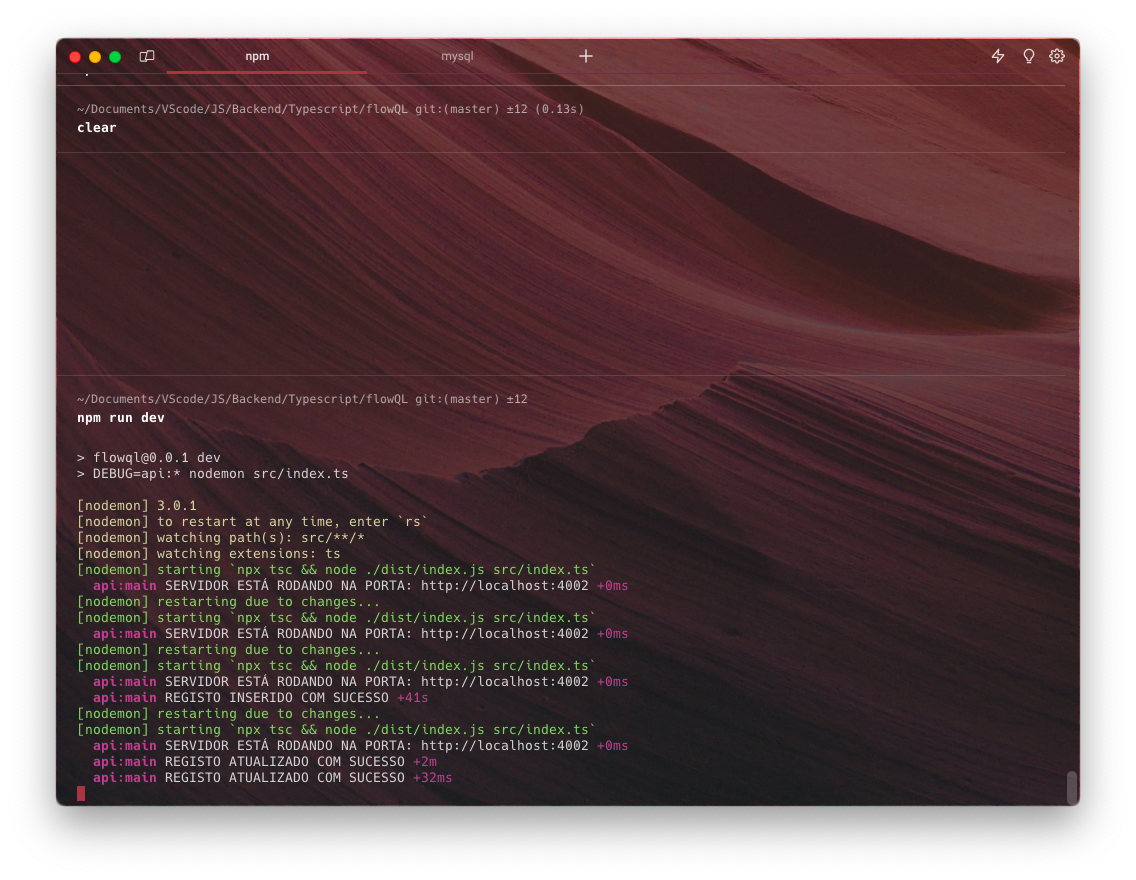 npm
mysql
~/Documents/VScode/JS/Backend/Typescript/flowQL git:(master) ±12 (0.13s)
clear
~/Documents/VScode/JS/Backend/Typescript/flowQL git:(master) ±12
npm run dev
> flowql@0.0.1 dev
> DEBUG=api:* nodemon src/index.ts
[nodemon] 3.0.1
[nodemon] to restart at any time, enter `rs`
[nodemon] watching path(s): src/**/*
[nodemon] watching extensions: ts
[nodemon] starting `npx tsc && node ./dist/index.js src/index.ts`
api:main SERVIDOR ESTÁ RODANDO NA PORTA: http://localhost:4002 +0ms
[nodemon] restarting due to changes...
[nodemon] starting `npx tsc && node ./dist/index.js src/index.ts`
api:main SERVIDOR ESTÁ RODANDO NA PORTA: http://localhost:4002 +0ms
[nodemon] restarting due to changes...
[nodemon] starting `npx tsc && node ./dist/index.js src/index.ts`
api:main SERVIDOR ESTÁ RODANDO NA PORTA: http://localhost:4002 +0ms
api:main REGISTO INSERIDO COM SUCESSO +41s
[nodemon] restarting due to changes...
[nodemon] starting `npx tsc && node ./dist/index.js src/index.ts`
api:main SERVIDOR ESTÁ RODANDO NA PORTA: http://localhost:4002 +0ms
api:main REGISTO ATUALIZADO COM SUCESSO +2m
api:main REGISTO ATUALIZADO COM SUCESSO +32ms